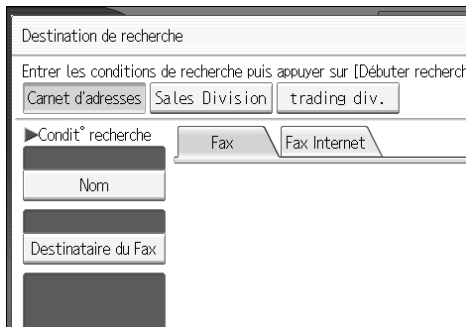 Destination de recherche
Entrer les conditions de recherche puis appuyer sur [Débuter recherch
Carnet d'adresses Sales Division trading div.
▶Condit° recherche
Fax Fax Internet
Nom
Destinataire du Fax